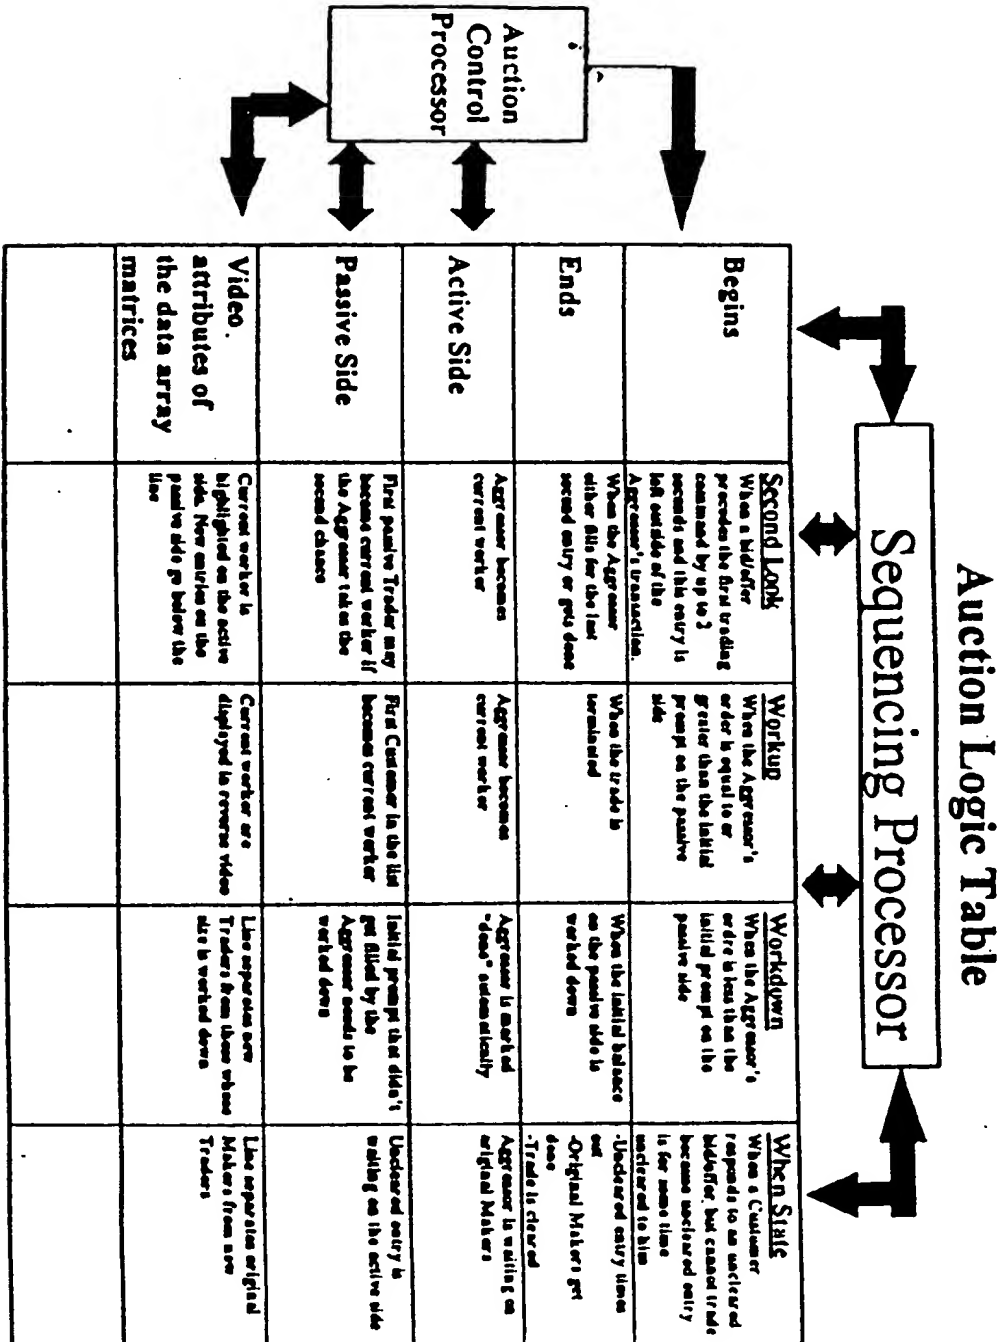 Auction Logic Table
Sequencing Processor
Auction
Control
Processor
Second Look
Workup
Workdown
When State
Begins
When a bid/offer
precedes the first trading
command by up to 2
seconds and this entry is
left outside of the
Aggressor's transaction.
When the Aggressor's
order is equal to or
greater than the initial
prompt on the passive
side
When the Aggressor's
ordre is less than the
initial prompt on the
passive side
When a Customer
responds to an uncleared
bid/offer, but cannot trade
because uncleared entry
is for some time
uncleared to him
Ends
When the Aggressor
either fills for the last
second entry or gets done
When the trade is
terminated
When the initial balance
on the passive side is
worked down
-Uncleared entry times
out
-Original Makers get
done
-Trade is cleared
Active Side
Aggressor becomes
current worker
Aggressor becomes
current worker
Aggressor is marked
"done" automatically
Aggressor is waiting on
original Makers
Passive Side
First passive Trader may
become current worker if
the Aggressor takes the
second chance
First Customer in the list
becomes current worker
Initial prompt that didn't
get filled by the
Aggressor needs to be
worked down
Uncleared entry is
waiting on the active side
Video.
attributes of
the data array
matrices
Current worker is
highlighted on the active
side. New entries on the
passive side go below the
line
Current worker are
displayed in reverse video
Line separates new
Traders from those whose
size is worked down
Line separates original
Makers from new
Traders